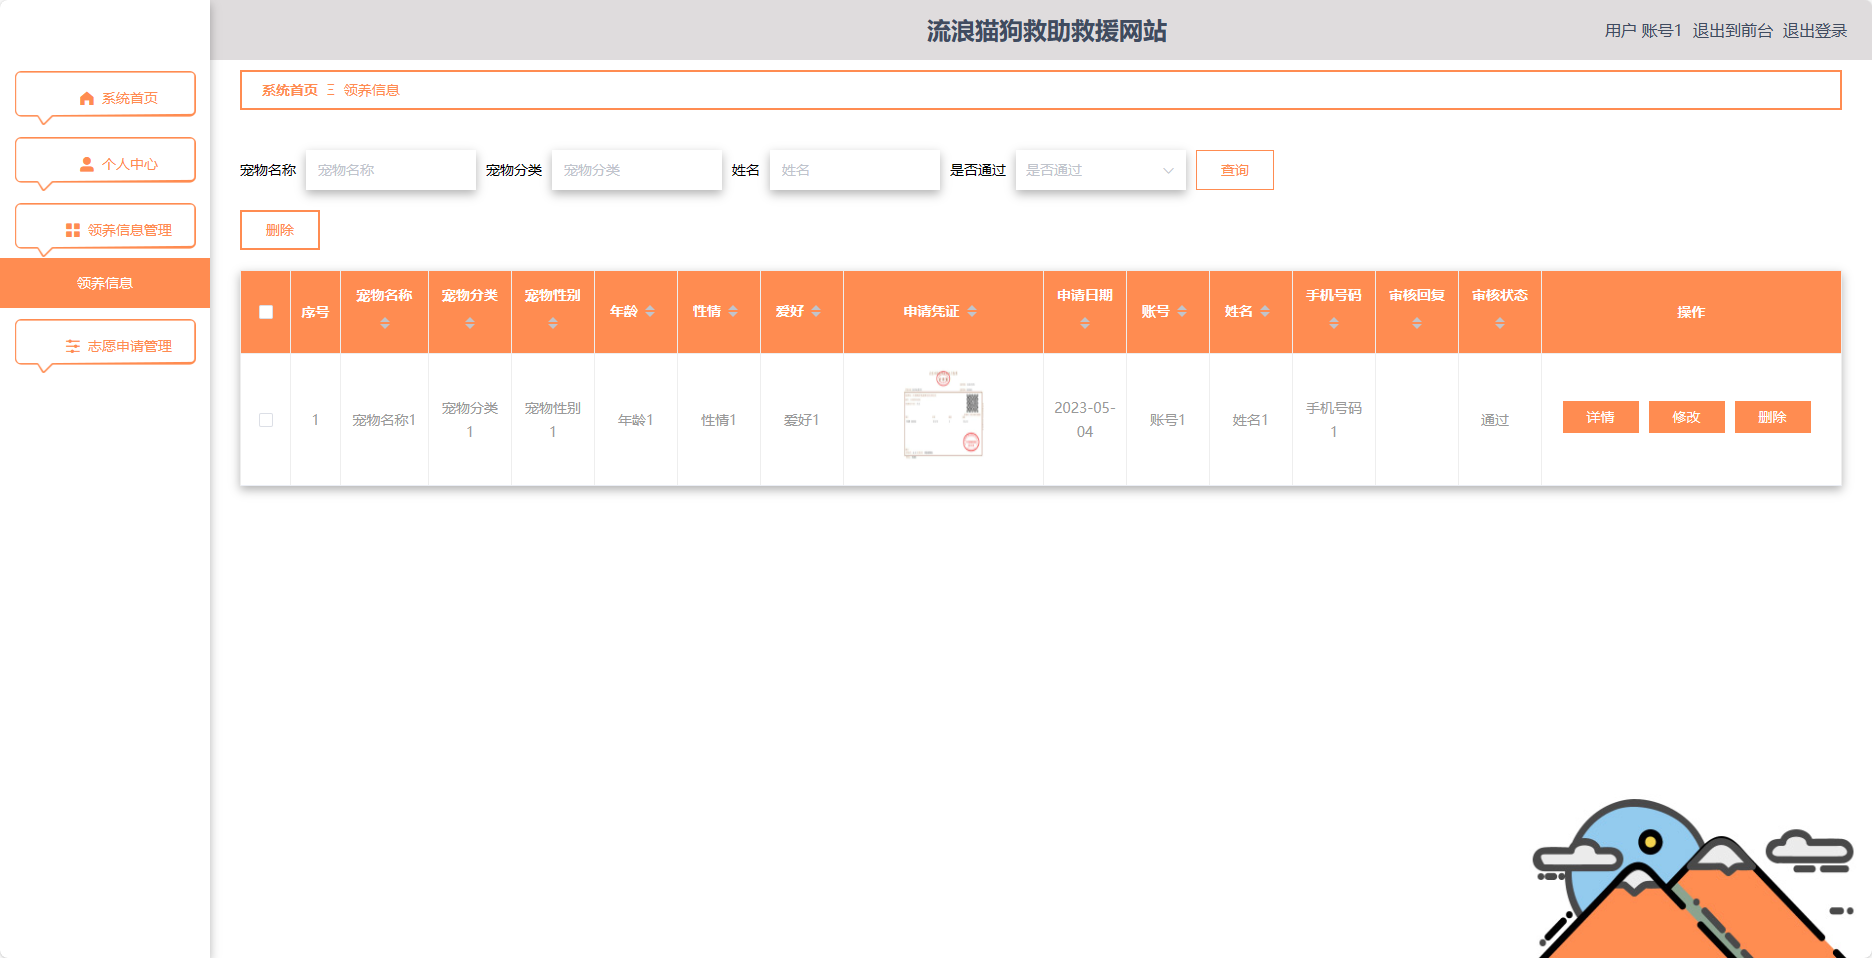 流浪猫狗救助救援网站
用户 账号1 退出到前台 退出登录
系统首页
个人中心
领养信息管理
领养信息
志愿申请管理
系统首页 Ξ 领养信息
宠物名称 宠物名称 宠物分类 宠物分类 姓名 姓名 是否通过 是否通过 查询
删除
序号 宠物名称 宠物分类 宠物性别 年龄 性情 爱好 申请凭证 申请日期 账号 姓名 手机号码 审核回复 审核状态 操作
1 宠物名称1 宠物分类1 宠物性别1 年龄1 性情1 爱好1 2023-05-04 账号1 姓名1 手机号码1 通过 详情 修改 删除